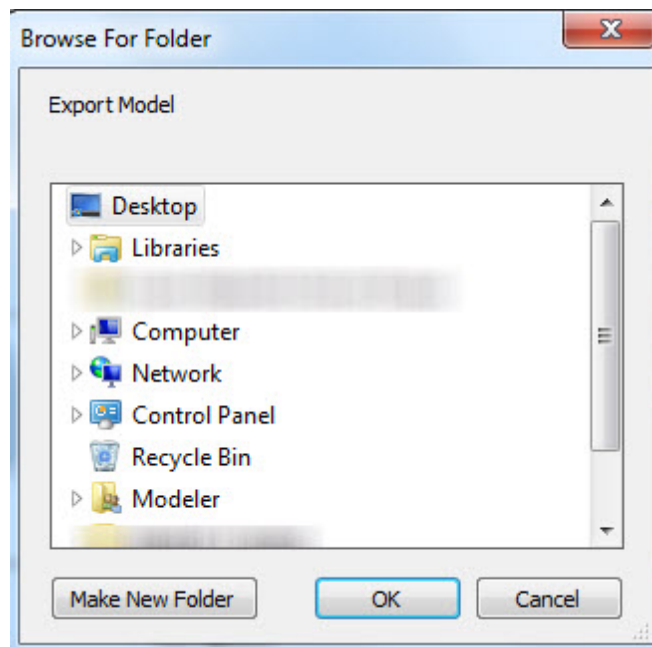 Browse For Folder
Export Model
Desktop
Libraries
Computer
Network
Control Panel
Recycle Bin
Modeler
Make New Folder
OK
Cancel